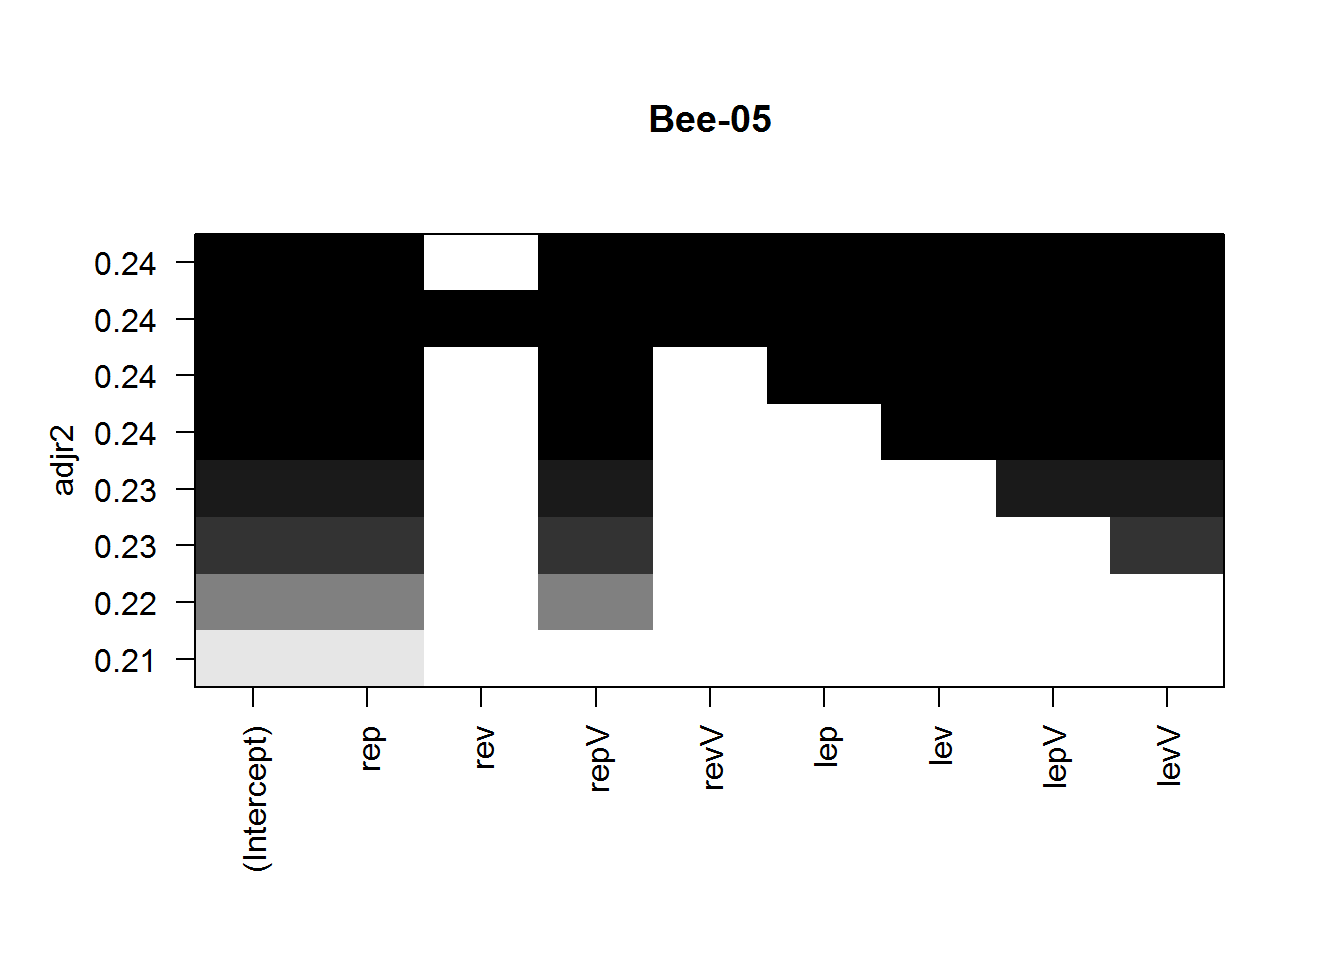 Bee-05
adjr2
0.24
0.24
0.24
0.24
0.23
0.23
0.22
0.21
(Intercept)
rep
rev
repV
revV
lep
lev
lepV
levV